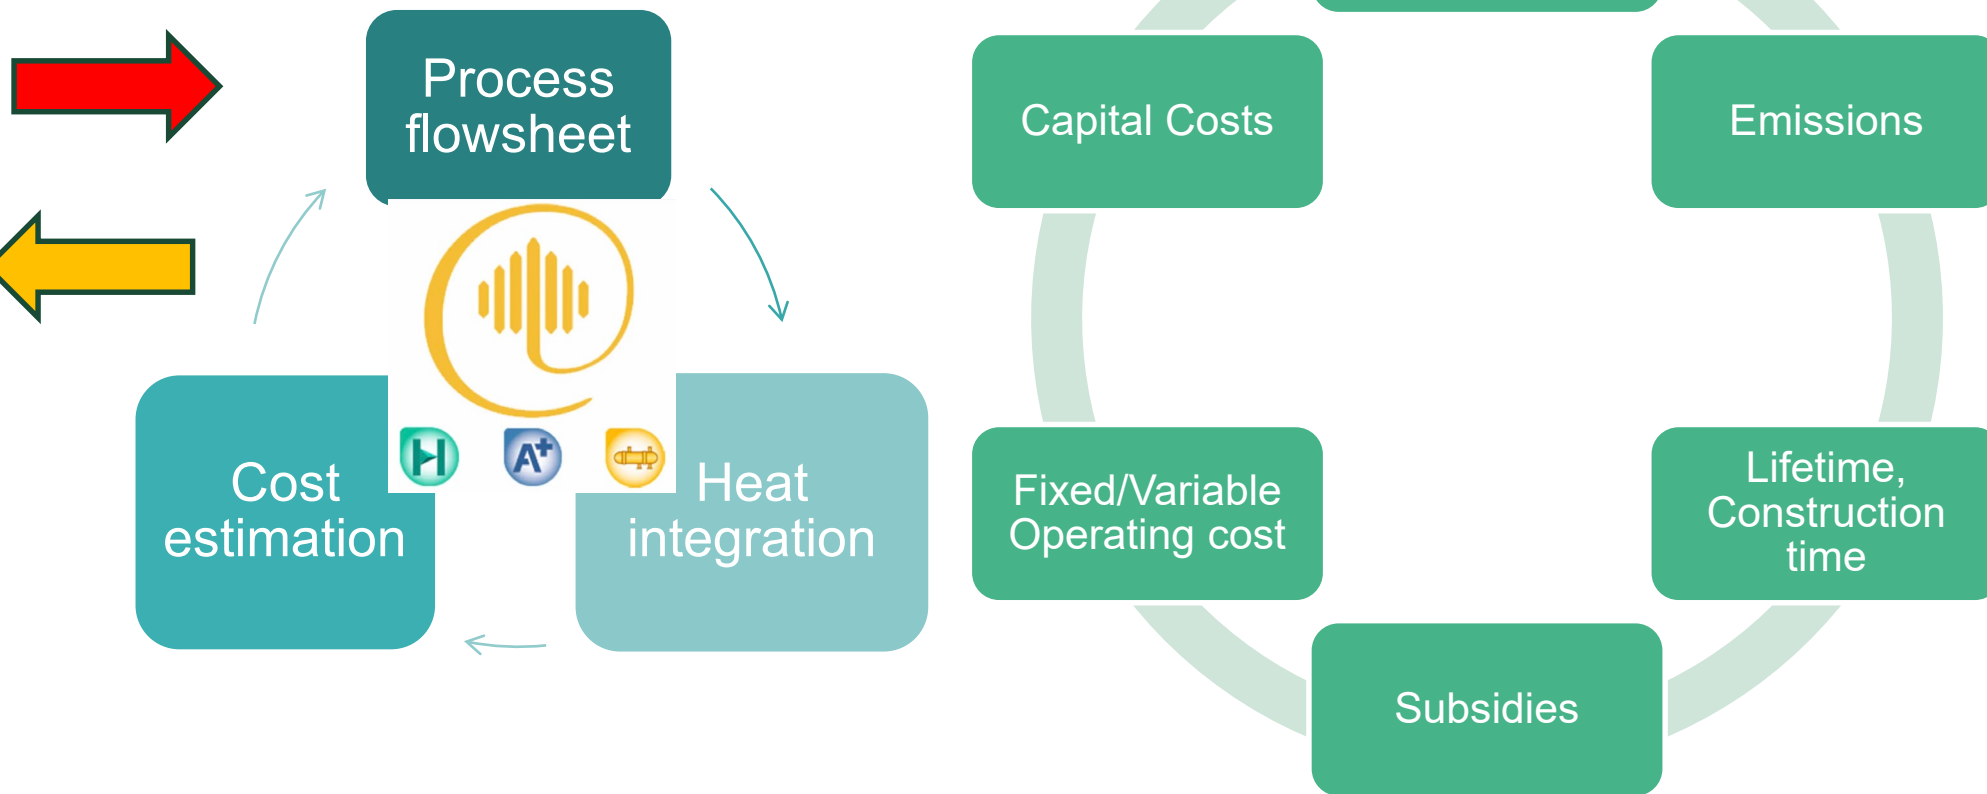 Process
flowsheet
Cost
estimation
Heat
integration
H
A+
Capital Costs
Emissions
Fixed/Variable
Operating cost
Lifetime,
Construction
time
Subsidies